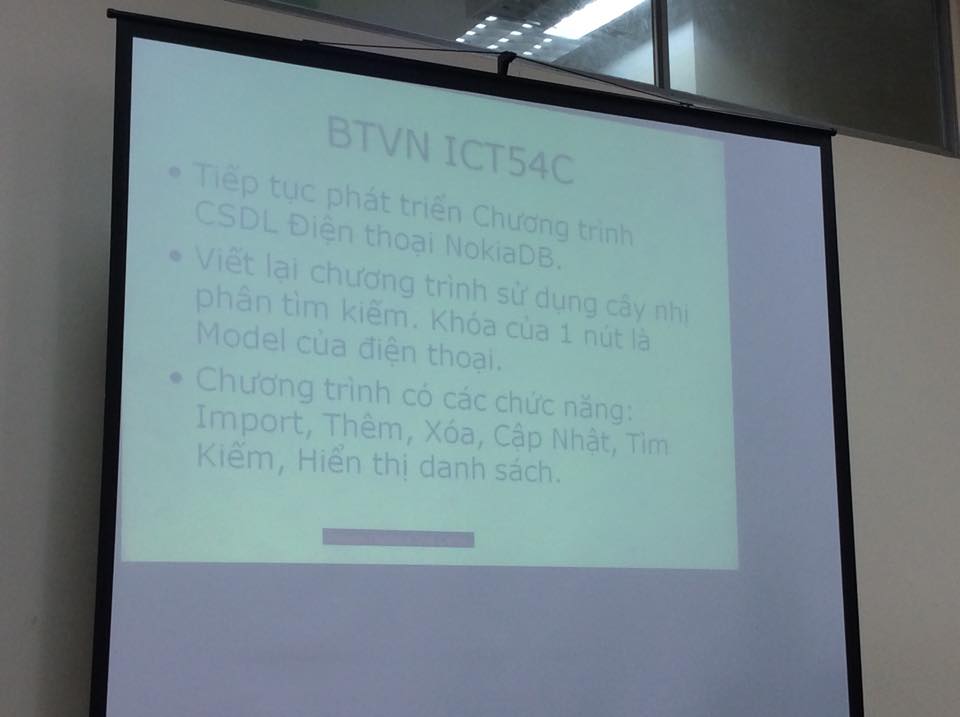 BTVN ICT54C
• Tiếp tục phát triển Chương trình
CSDL Điện thoại NokiaDB.
• Viết lại chương trình sử dụng cây nhị
phân tìm kiếm. Khóa của 1 nút là
Model của điện thoại.
• Chương trình có các chức năng:
Import, Thêm, Xóa, Cập Nhật, Tìm
Kiếm, Hiển thị danh sách.